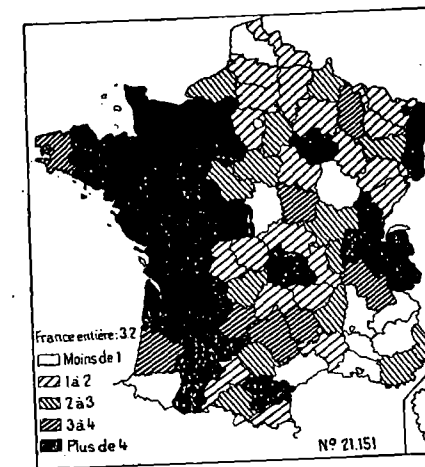 France entière: 3.2
Moins de 1
1 à 2
2 à 3
3 à 4
Plus de 4
Nº 21.151